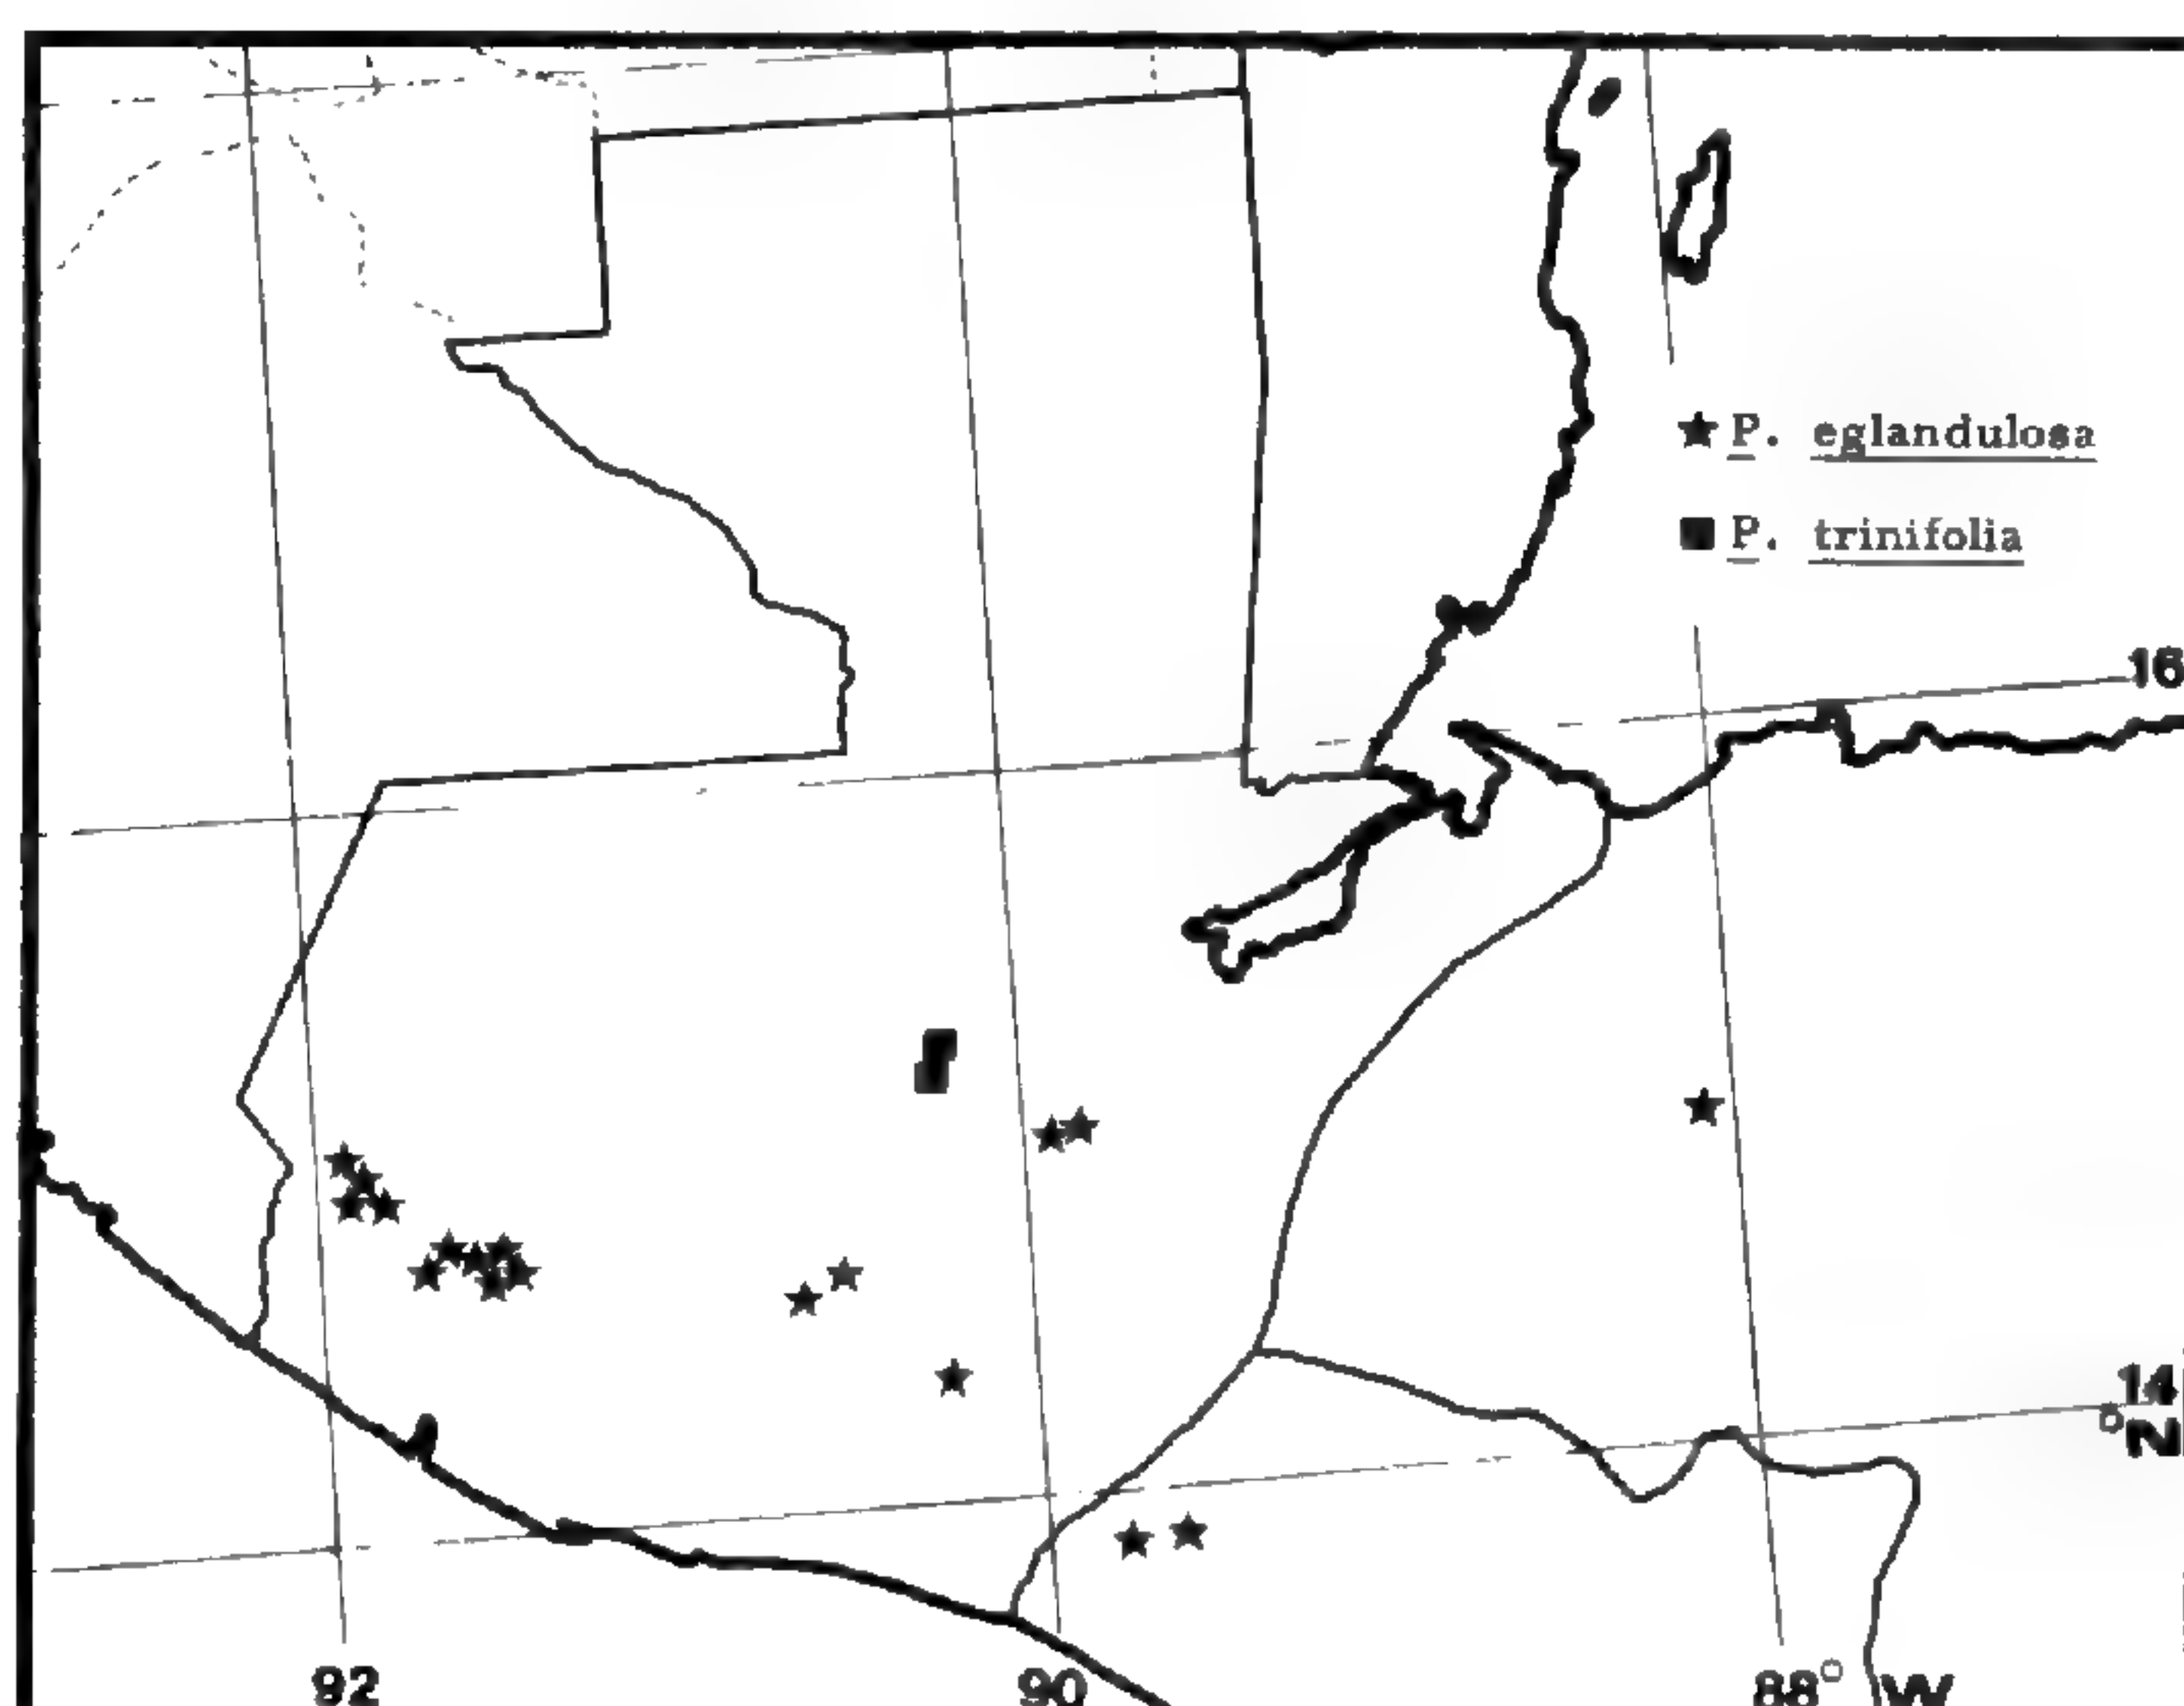 ★ P. eglandulosa
■ P. trinifolia
16
14
° N
92
90
88° W